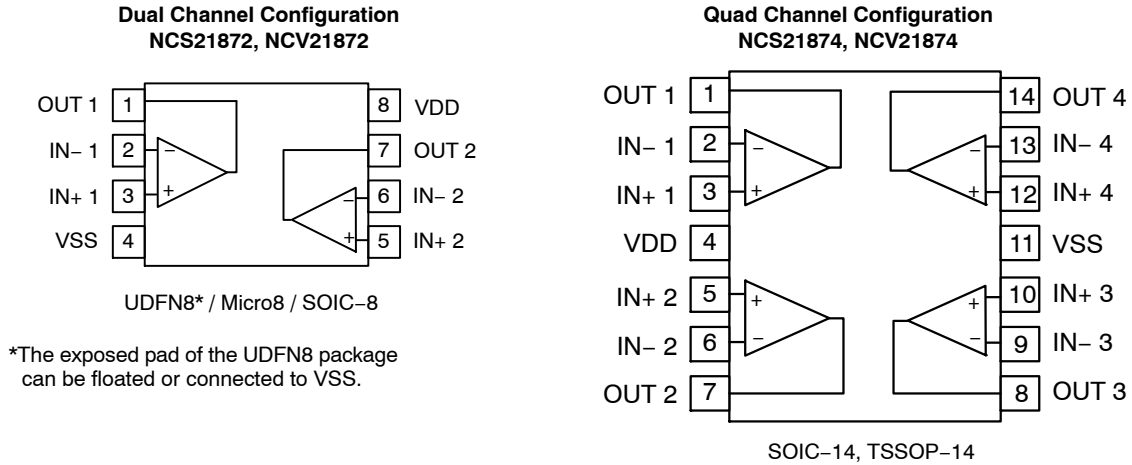 Dual Channel Configuration
NCS21872, NCV21872
OUT 1 1
8 VDD
IN− 1 2
−
7 OUT 2
IN+ 1 3
+
−
6 IN− 2
VSS 4
+
5 IN+ 2
UDFN8* / Micro8 / SOIC−8
*The exposed pad of the UDFN8 package
can be floated or connected to VSS.
Quad Channel Configuration
NCS21874, NCV21874
OUT 1 1
14 OUT 4
IN− 1 2
−
−
13 IN− 4
IN+ 1 3
+
+
12 IN+ 4
VDD 4
11 VSS
IN+ 2 5
+
+
10 IN+ 3
IN− 2 6
−
−
9 IN− 3
OUT 2 7
8 OUT 3
SOIC−14, TSSOP−14